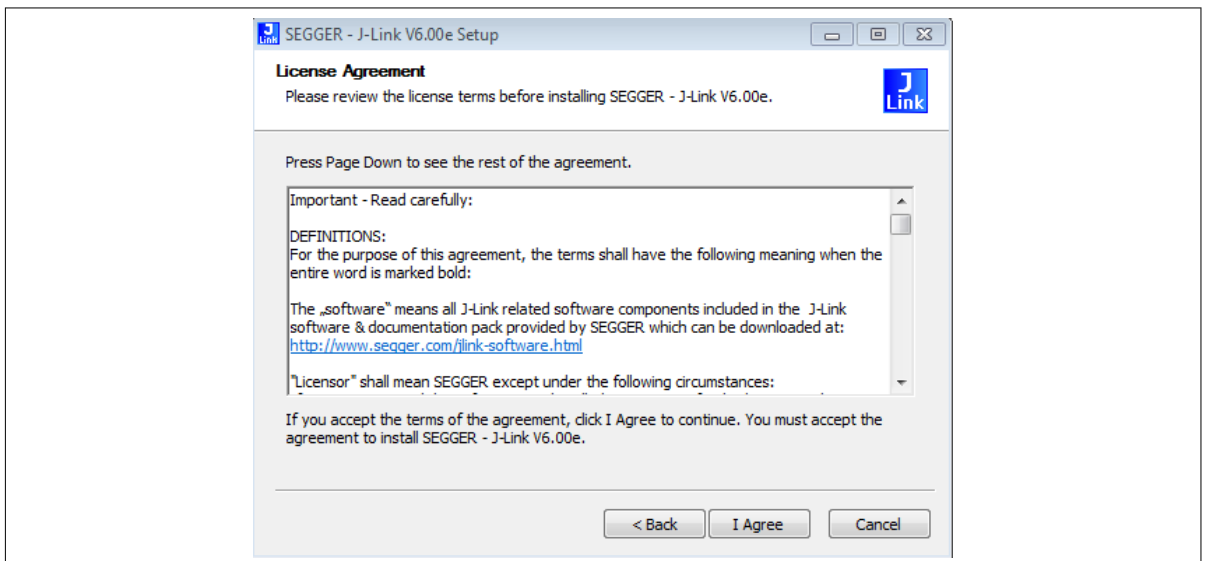 J
Link
SEGGER - J-Link V6.00e Setup
License Agreement
Please review the license terms before installing SEGGER - J-Link V6.00e.
J
Link
Press Page Down to see the rest of the agreement.
Important - Read carefully:
DEFINITIONS:
For the purpose of this agreement, the terms shall have the following meaning when the
entire word is marked bold:
The „software“ means all J-Link related software components included in the  J-Link
software & documentation pack provided by SEGGER which can be downloaded at:
http://www.segger.com/jlink-software.html
"Licensor" shall mean SEGGER except under the following circumstances:
If you accept the terms of the agreement, click I Agree to continue. You must accept the
agreement to install SEGGER - J-Link V6.00e.
< Back
I Agree
Cancel